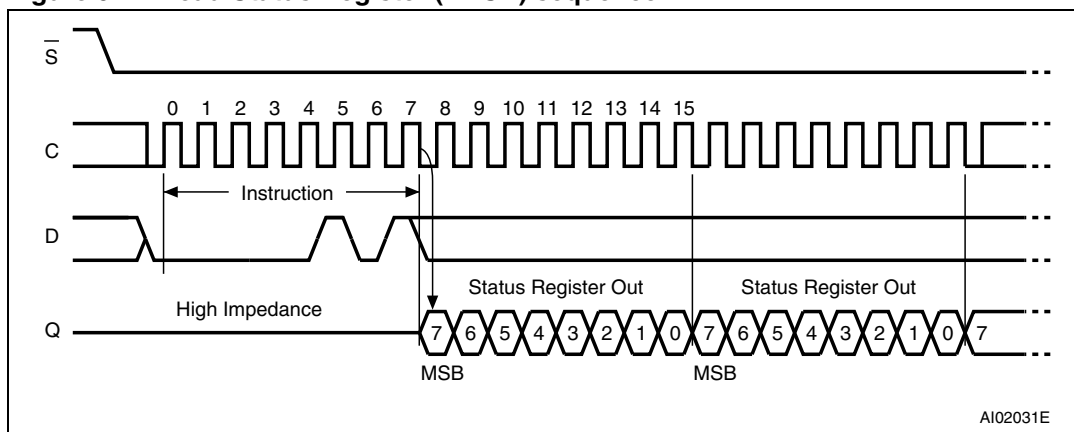 S
0 1 2 3 4 5 6 7 8 9 10 11 12 13 14 15
C
Instruction
D
Status Register Out Status Register Out
High Impedance
Q 7 6 5 4 3 2 1 0 7 6 5 4 3 2 1 0 7
MSB MSB
AI02031E